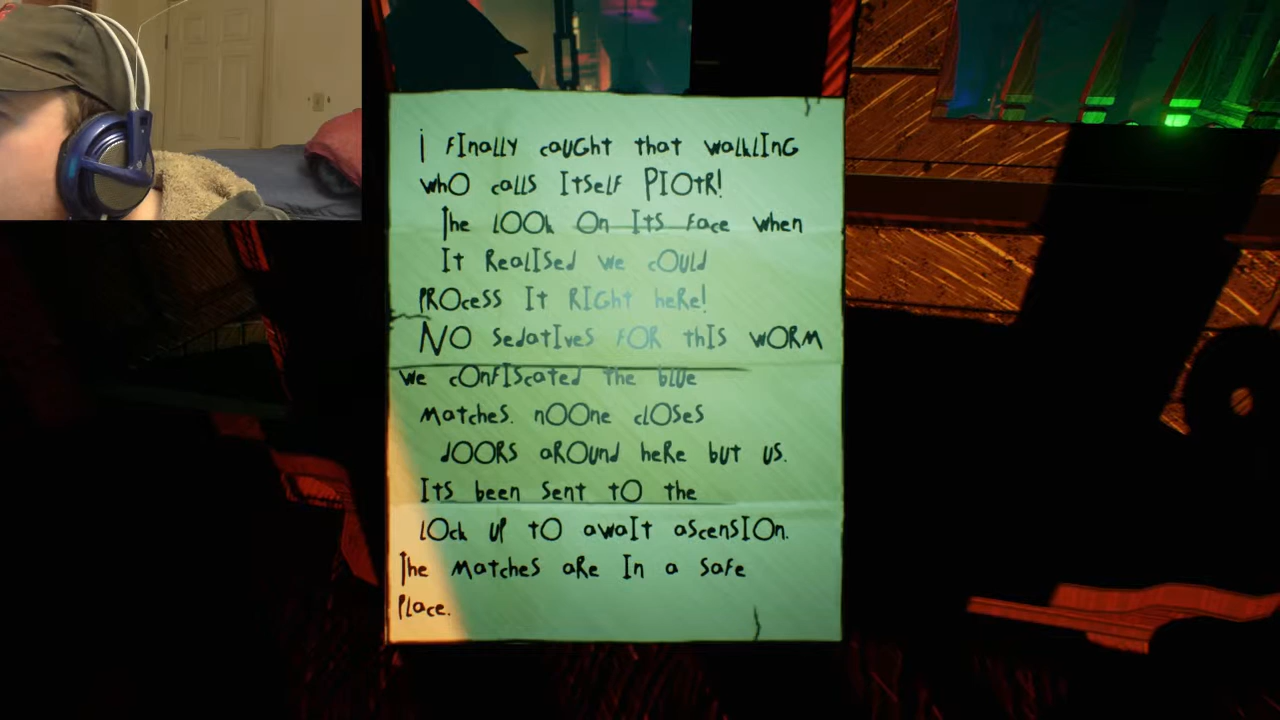 I FInally cauGht that walkLInG
whO calls ItselF PIOtR!
The lOOk On Its Face when
It RealIsed we cOUld
PROcess It RIGht heRe!
NO sedatIves FOR thIs wORM
we cOnFIscated the blUe
Matches. nOOne clOses
dOORs aROUnd heRe but us.
Its been sent tO the
lOck UP tO awaIt ascensIOn.
The Matches aRe In a saFe
Place.